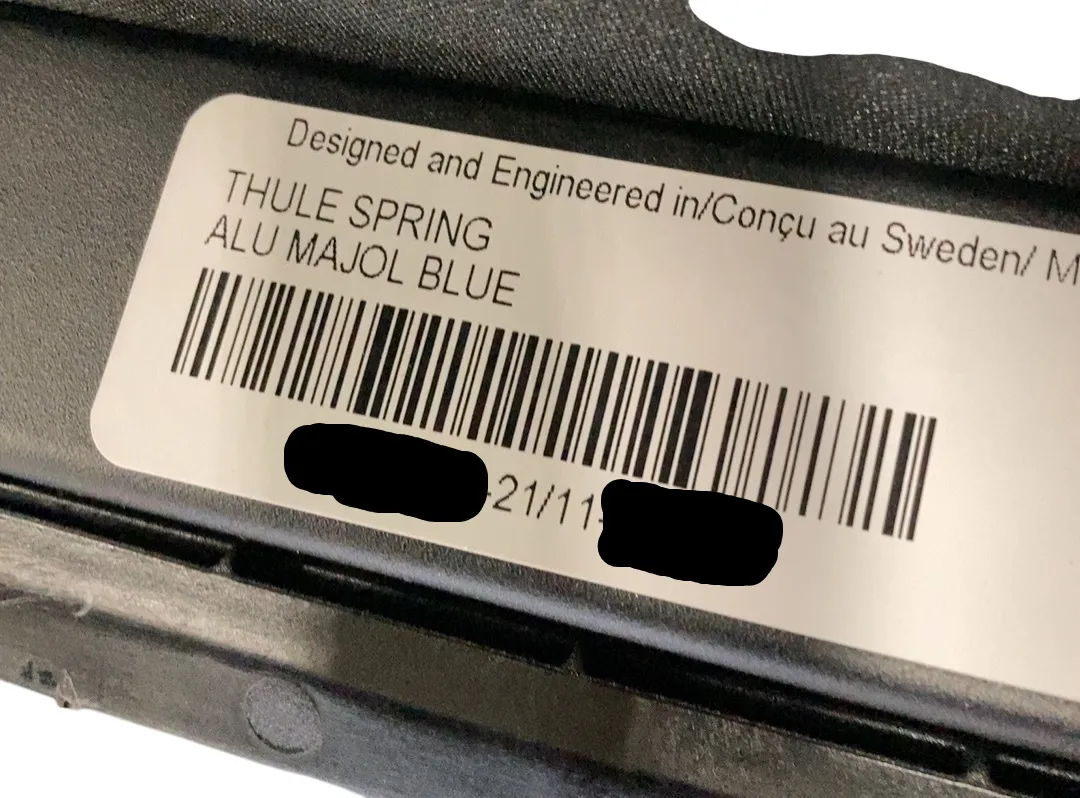 Designed and Engineered in/Conçu au Sweden/ M
THULE SPRING
ALU MAJOL BLUE
-21/11-